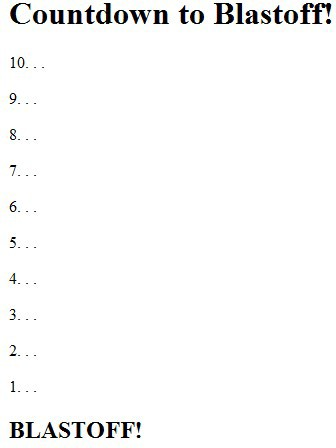 Countdown to Blastoff!
10. . .
9. . .
8. . .
7. . .
6. . .
5. . .
4. . .
3. . .
2. . .
1. . .
BLASTOFF!